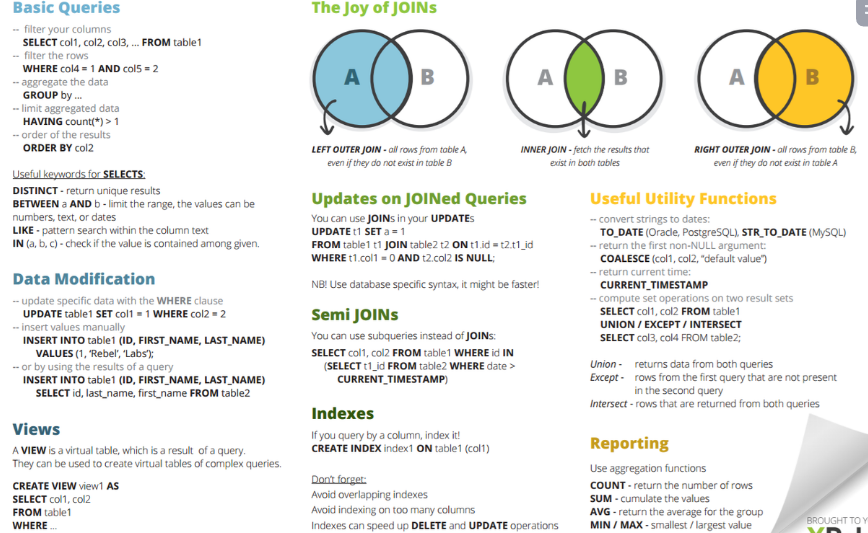 Basic Queries
-- filter your columns
SELECT col1, col2, col3, ... FROM table1
-- filter the rows
WHERE col4 = 1 AND col5 = 2
-- aggregate the data
GROUP by ...
-- limit aggregated data
HAVING count(*) > 1
-- order of the results
ORDER BY col2
Useful keywords for SELECTS:
DISTINCT - return unique results
BETWEEN a AND b - limit the range, the values can be
numbers, text, or dates
LIKE - pattern search within the column text
IN (a, b, c) - check if the value is contained among given.
Data Modification
-- update specific data with the WHERE clause
UPDATE table1 SET col1 = 1 WHERE col2 = 2
-- insert values manually
INSERT INTO table1 (ID, FIRST_NAME, LAST_NAME)
VALUES (1, ‘Rebel’, ‘Labs’);
-- or by using the results of a query
INSERT INTO table1 (ID, FIRST_NAME, LAST_NAME)
SELECT id, last_name, first_name FROM table2
Views
A VIEW is a virtual table, which is a result of a query.
They can be used to create virtual tables of complex queries.
CREATE VIEW view1 AS
SELECT col1, col2
FROM table1
WHERE ...
The Joy of JOINs
A B
A B
A B
LEFT OUTER JOIN - all rows from table A,
even if they do not exist in table B
INNER JOIN - fetch the results that
exist in both tables
RIGHT OUTER JOIN - all rows from table B,
even if they do not exist in table A
Updates on JOINed Queries
You can use JOINs in your UPDATEs
UPDATE t1 SET a = 1
FROM table1 t1 JOIN table2 t2 ON t1.id = t2.t1_id
WHERE t1.col1 = 0 AND t2.col2 IS NULL;
NB! Use database specific syntax, it might be faster!
Semi JOINs
You can use subqueries instead of JOINs:
SELECT col1, col2 FROM table1 WHERE id IN
(SELECT t1_id FROM table2 WHERE date >
CURRENT_TIMESTAMP)
Indexes
If you query by a column, index it!
CREATE INDEX index1 ON table1 (col1)
Don’t forget:
Avoid overlapping indexes
Avoid indexing on too many columns
Indexes can speed up DELETE and UPDATE operations
Useful Utility Functions
-- convert strings to dates:
TO_DATE (Oracle, PostgreSQL), STR_TO_DATE (MySQL)
-- return the first non-NULL argument:
COALESCE (col1, col2, “default value”)
-- return current time:
CURRENT_TIMESTAMP
-- compute set operations on two result sets
SELECT col1, col2 FROM table1
UNION / EXCEPT / INTERSECT
SELECT col3, col4 FROM table2;
Union - returns data from both queries
Except - rows from the first query that are not present
in the second query
Intersect - rows that are returned from both queries
Reporting
Use aggregation functions
COUNT - return the number of rows
SUM - cumulate the values
AVG - return the average for the group
MIN / MAX - smallest / largest value
BROUGHT TO